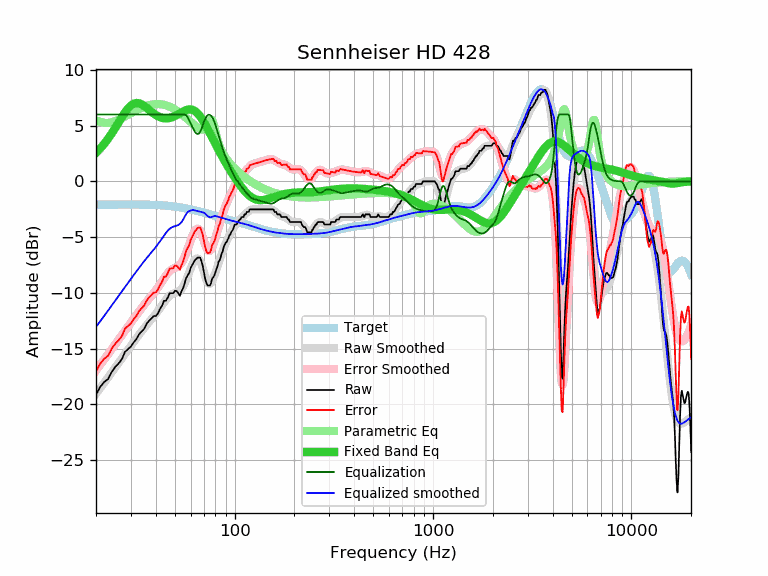 Sennheiser HD 428
Amplitude (dBr)
10
5
0
−5
−10
−15
−20
−25
Target
Raw Smoothed
Error Smoothed
Raw
Error
Parametric Eq
Fixed Band Eq
Equalization
Equalized smoothed
100
1000
10000
Frequency (Hz)